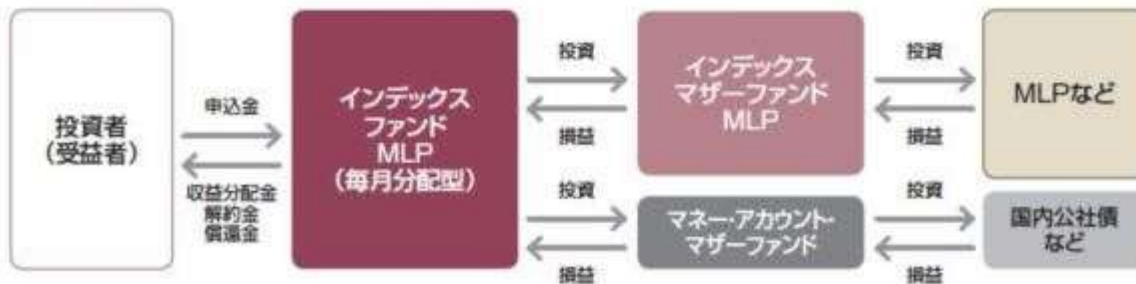 投資者
(受益者)
申込金
収益分配金
解約金
償還金
インデックス
ファンド
MLP
(毎月分配型)
投資
損益
投資
損益
インデックス
マザーファンド
MLP
マネー・アカウント・
マザーファンド
投資
損益
投資
損益
MLPなど
国内公社債
など